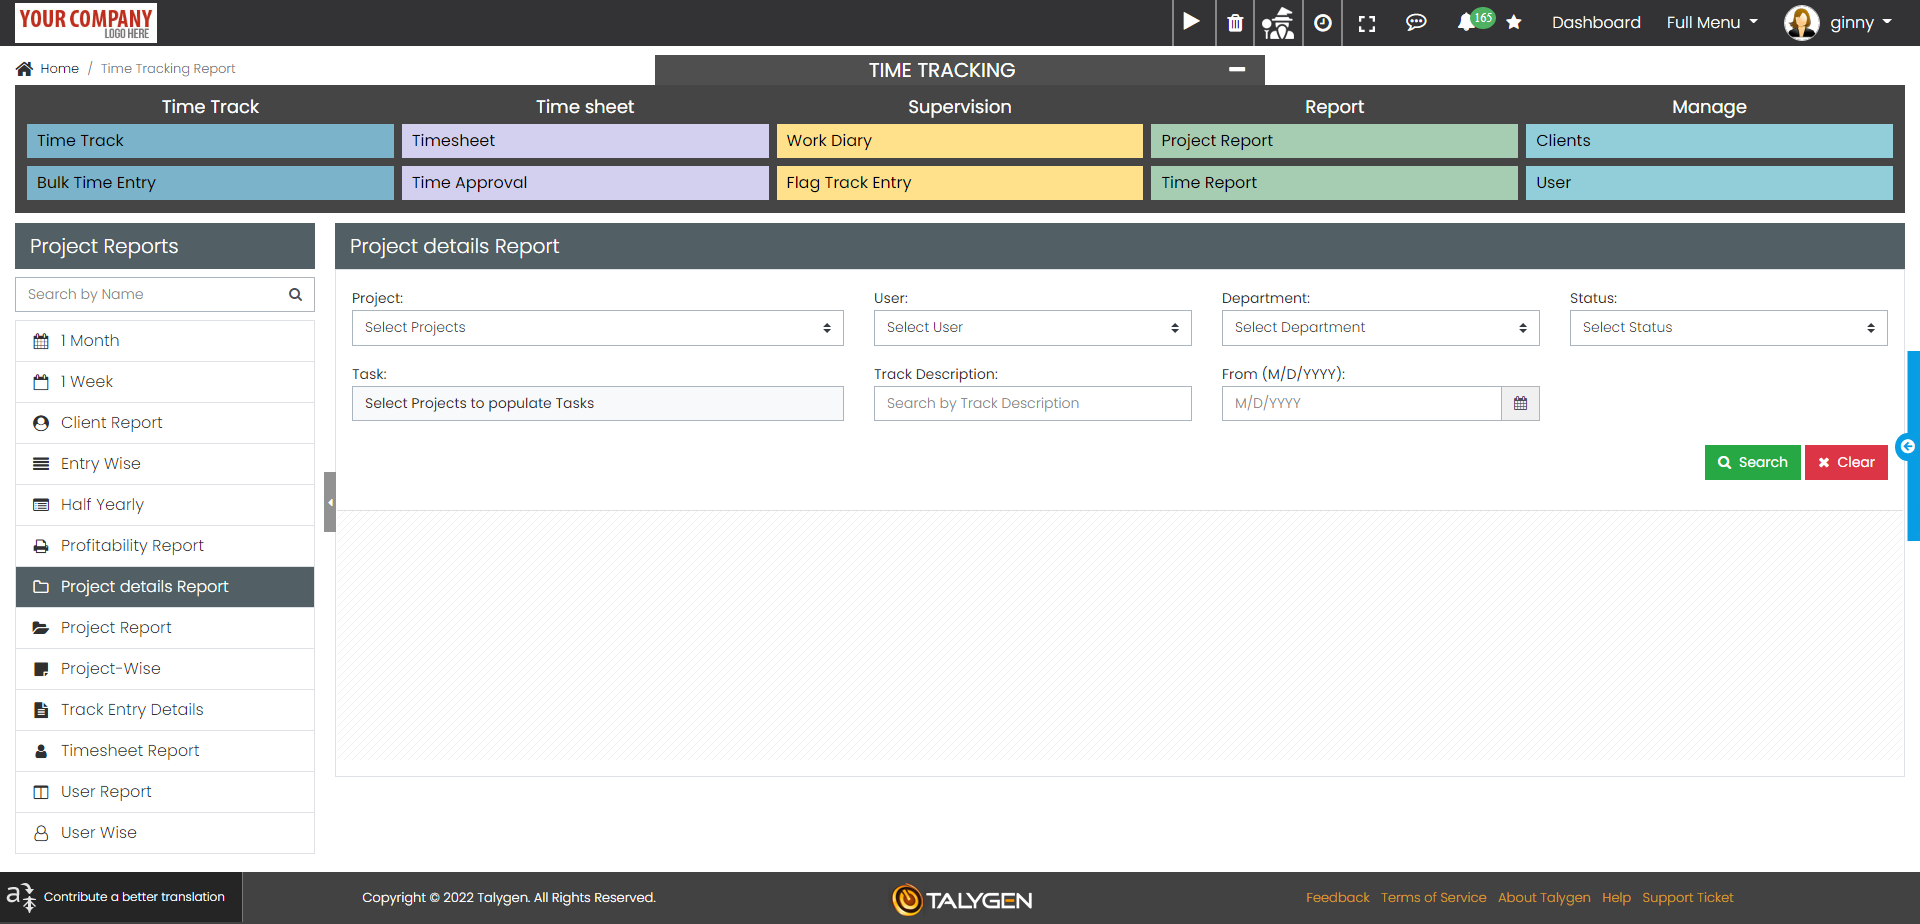 YOUR COMPANY
LOGO HERE
165
Dashboard
Full Menu
ginny
Home / Time Tracking Report
TIME TRACKING
Time Track
Time sheet
Supervision
Report
Manage
Time Track
Timesheet
Work Diary
Project Report
Clients
Bulk Time Entry
Time Approval
Flag Track Entry
Time Report
User
Project Reports
Search by Name
1 Month
1 Week
Client Report
Entry Wise
Half Yearly
Profitability Report
Project details Report
Project Report
Project-Wise
Track Entry Details
Timesheet Report
User Report
User Wise
Project details Report
Project:
User:
Department:
Status:
Select Projects
Select User
Select Department
Select Status
Task:
Track Description:
From (M/D/YYYY):
Select Projects to populate Tasks
Search by Track Description
M/D/YYYY
Search
Clear
Contribute a better translation
Copyright © 2022 Talygen. All Rights Reserved.
TALYGEN
Feedback
Terms of Service
About Talygen
Help
Support Ticket